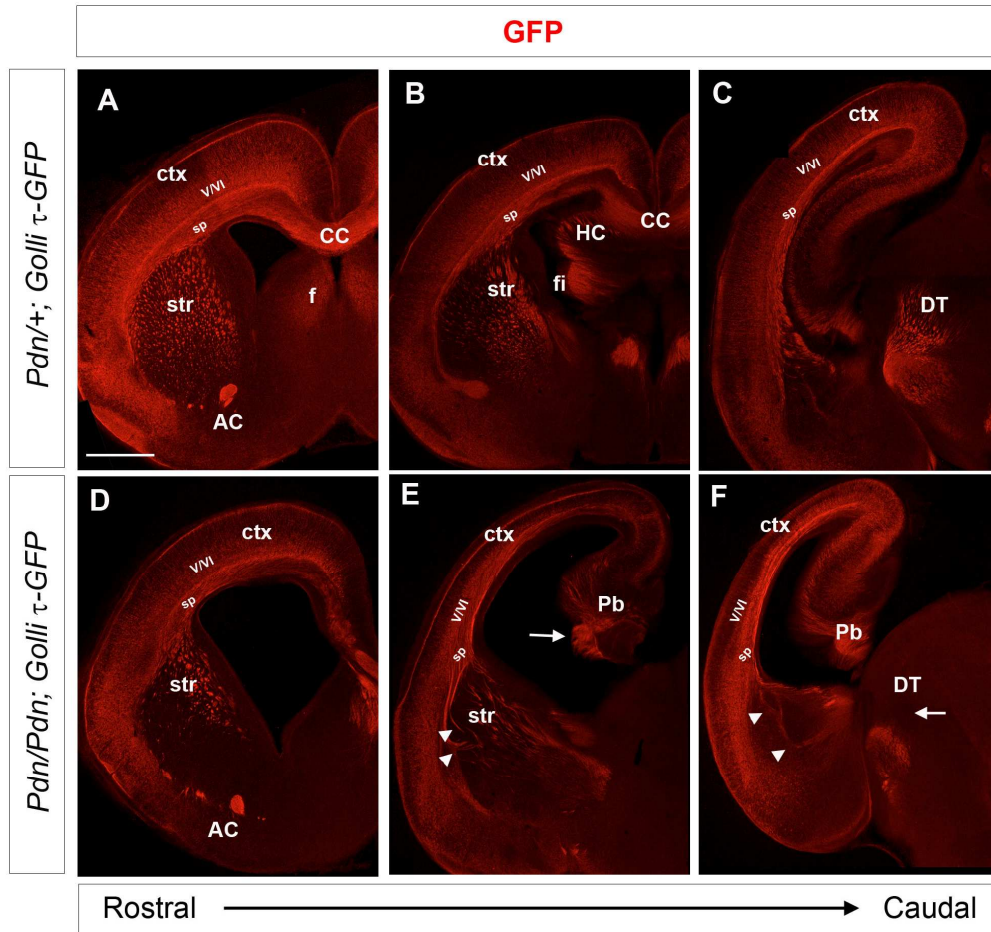 GFP
Pdn/+; Golli τ-GFP
A
ctx
V/VI
sp
CC
str
f
AC
B
ctx
V/VI
sp
HC
CC
str
fi
C
ctx
V/VI
sp
DT
Pdn/Pdn; Golli τ-GFP
D
ctx
V/VI
sp
str
AC
E
ctx
V/VI
Pb
sp
str
F
ctx
V/VI
Pb
sp
DT
Rostral
Caudal